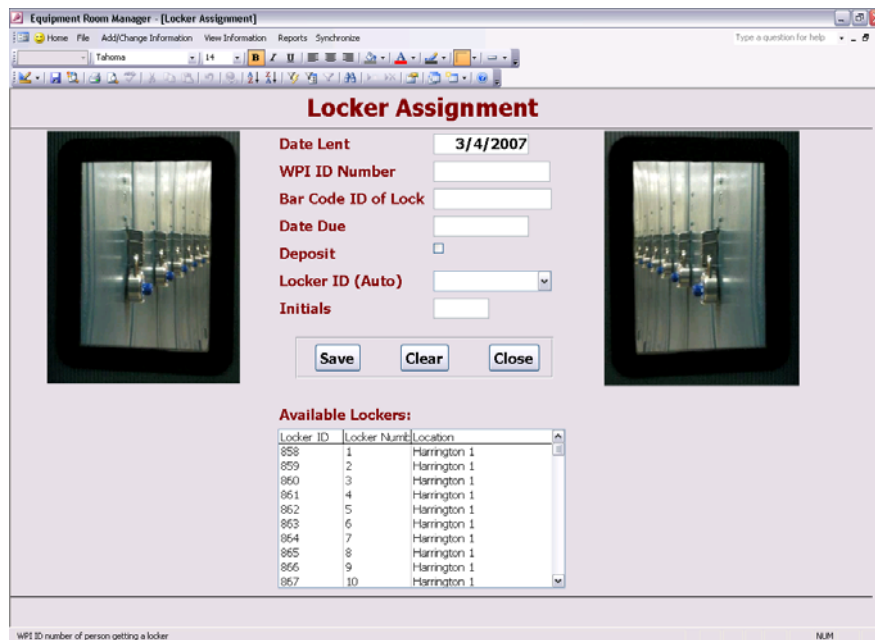 Equipment Room Manager - [Locker Assignment]
Home File Add/Change Information View Information Reports Synchronize Type a question for help
Tahoma 14 B I U A
Locker Assignment
Date Lent 3/4/2007
WPI ID Number
Bar Code ID of Lock
Date Due
Deposit
Locker ID (Auto)
Initials
Save Clear Close
Available Lockers:
Locker ID Locker Numb Location
858 1 Harrington 1
859 2 Harrington 1
860 3 Harrington 1
861 4 Harrington 1
862 5 Harrington 1
863 6 Harrington 1
864 7 Harrington 1
865 8 Harrington 1
866 9 Harrington 1
867 10 Harrington 1
WPI ID number of person getting a locker NUM